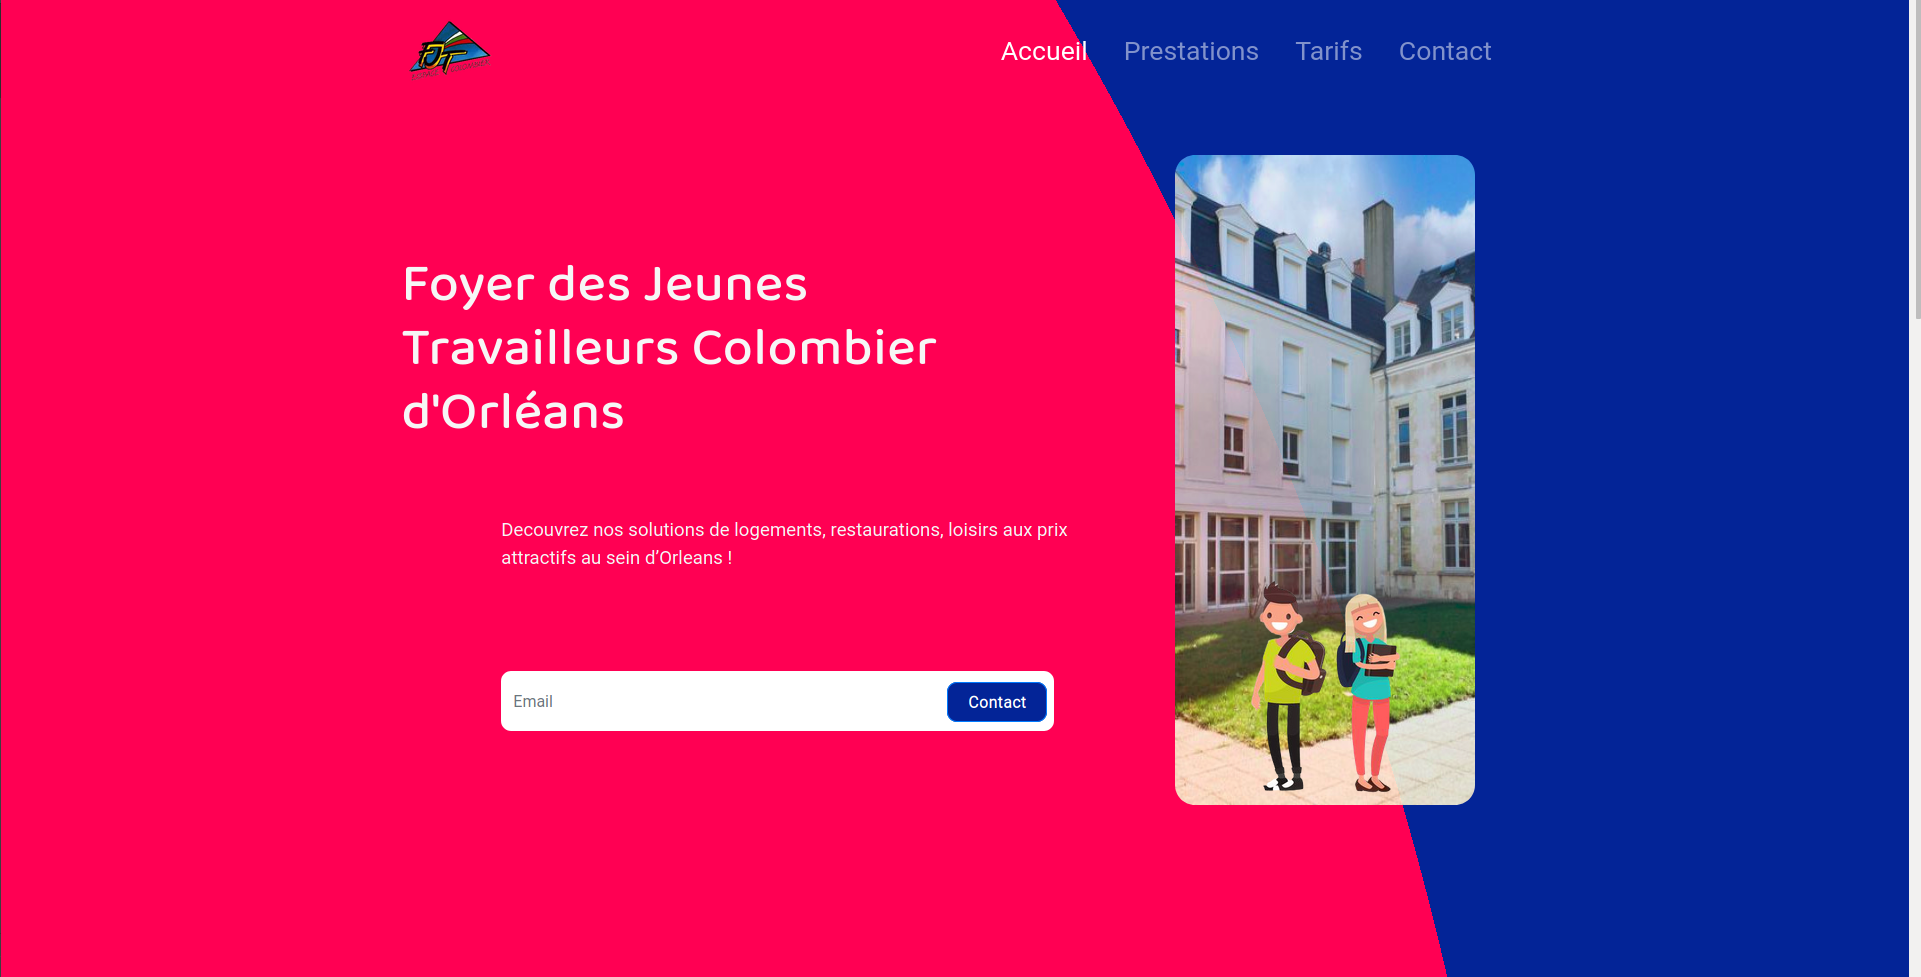 FJT
Accueil Prestations Tarifs Contact
Foyer des Jeunes
Travailleurs Colombier
d'Orléans
Decouvrez nos solutions de logements, restaurations, loisirs aux prix
attractifs au sein d’Orleans !
Email
Contact